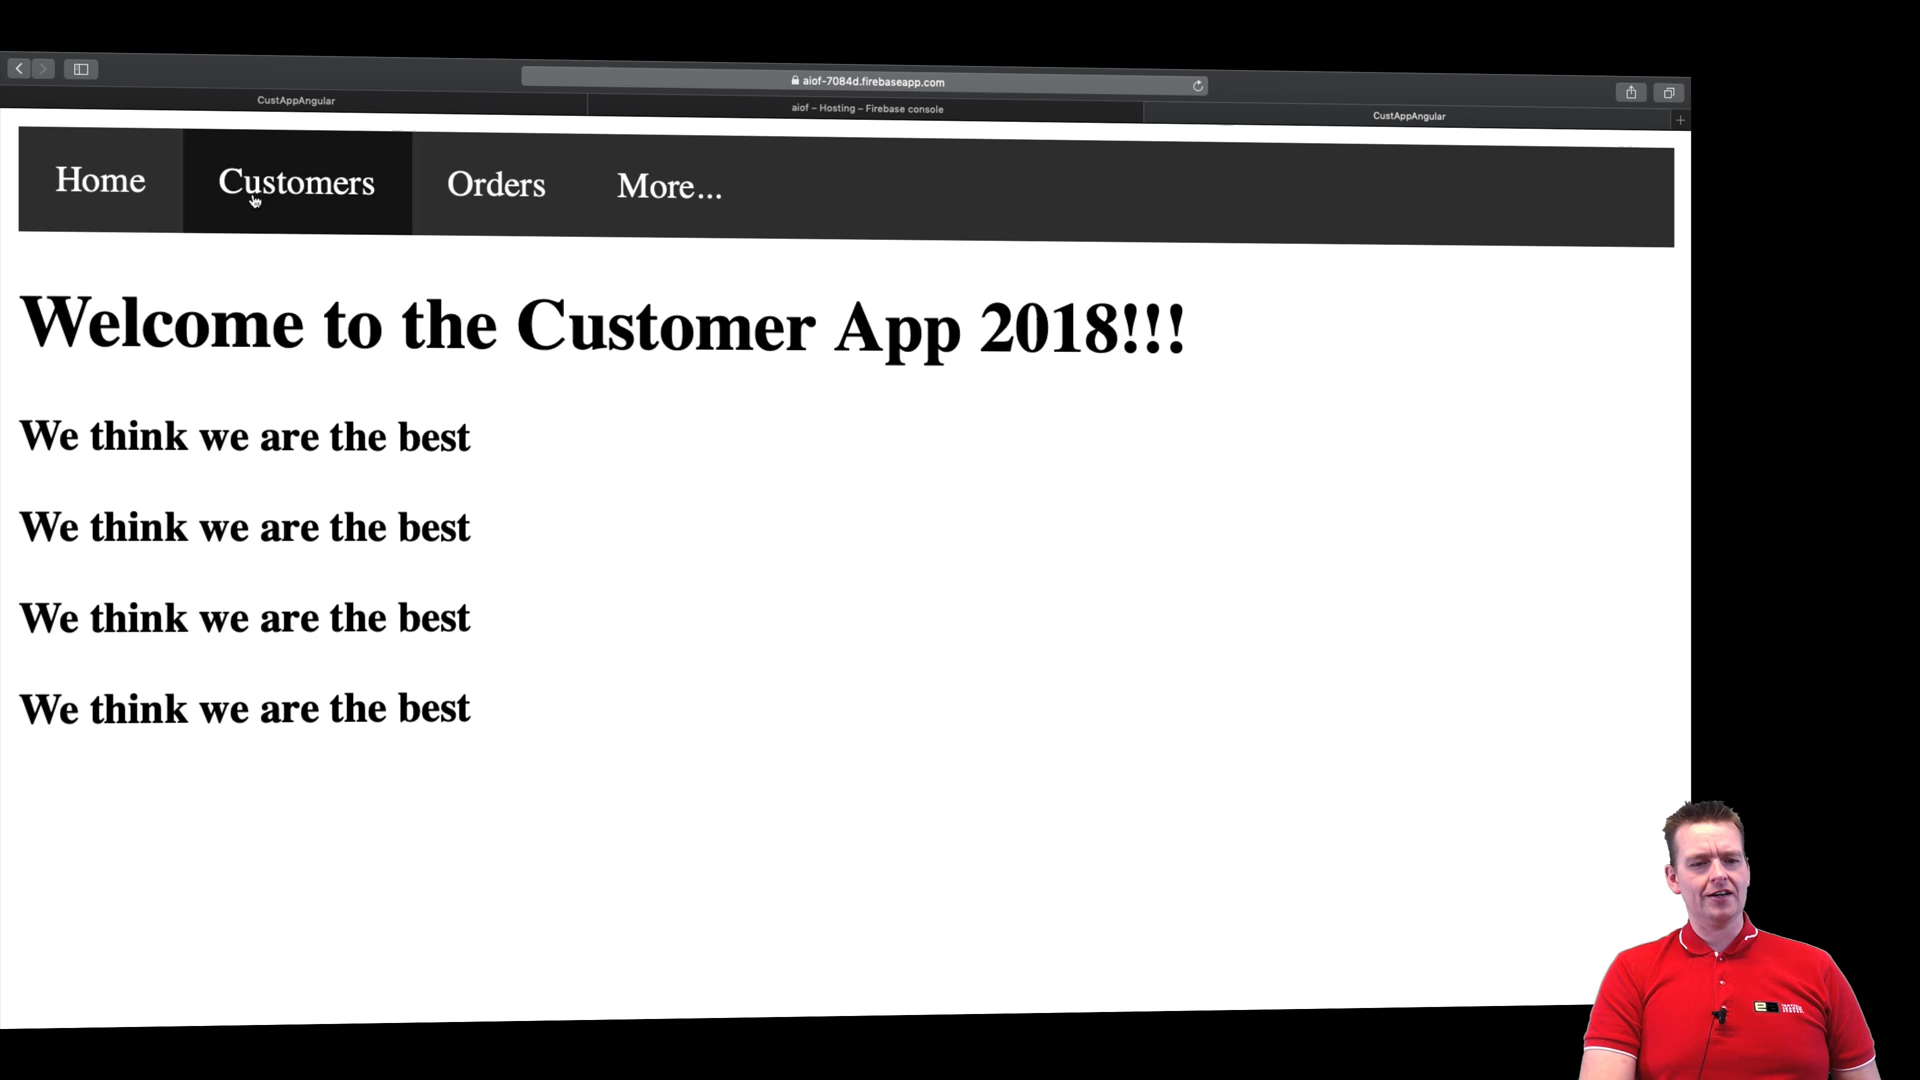 aiof-7084d.firebaseapp.com
CustAppAngular
aiof – Hosting – Firebase console
CustAppAngular
Home
Customers
Orders
More...
Welcome to the Customer App 2018!!!
We think we are the best
We think we are the best
We think we are the best
We think we are the best